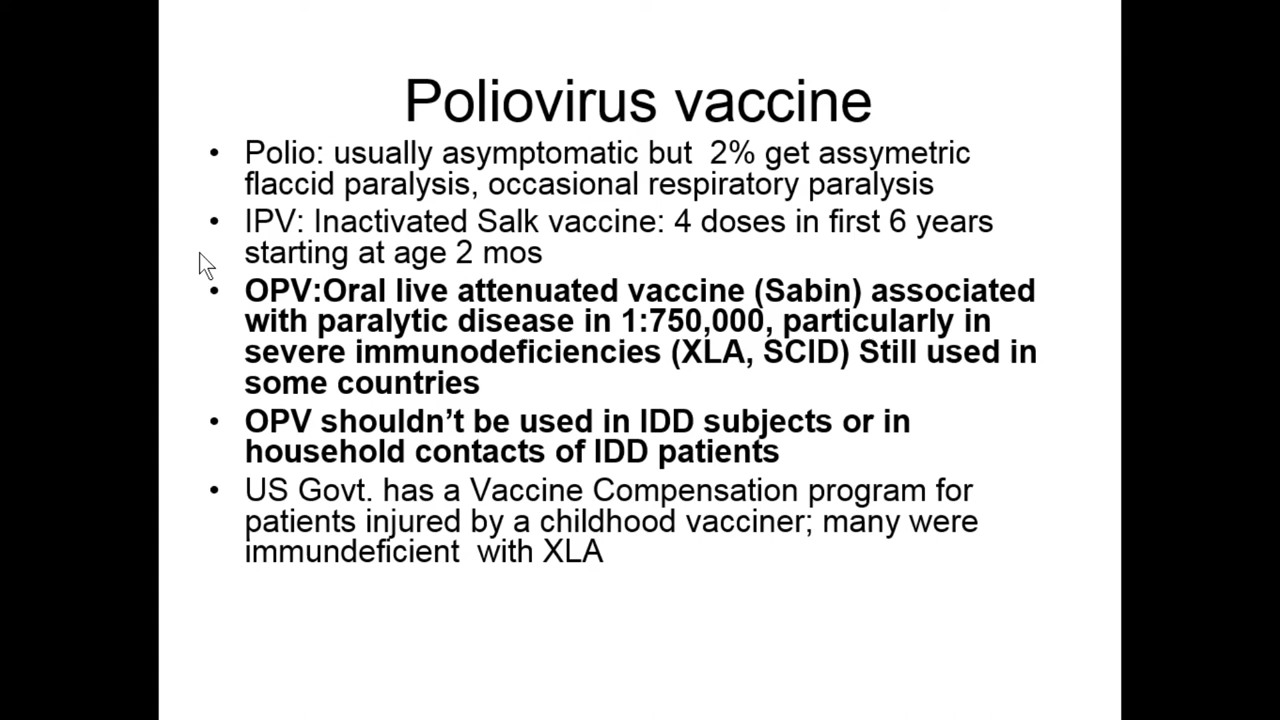 Poliovirus vaccine
• Polio: usually asymptomatic but  2% get assymetric
flaccid paralysis, occasional respiratory paralysis
• IPV: Inactivated Salk vaccine: 4 doses in first 6 years
starting at age 2 mos
• OPV:Oral live attenuated vaccine (Sabin) associated
with paralytic disease in 1:750,000, particularly in
severe immunodeficiencies (XLA, SCID) Still used in
some countries
• OPV shouldn’t be used in IDD subjects or in
household contacts of IDD patients
• US Govt. has a Vaccine Compensation program for
patients injured by a childhood vacciner; many were
immundeficient  with XLA